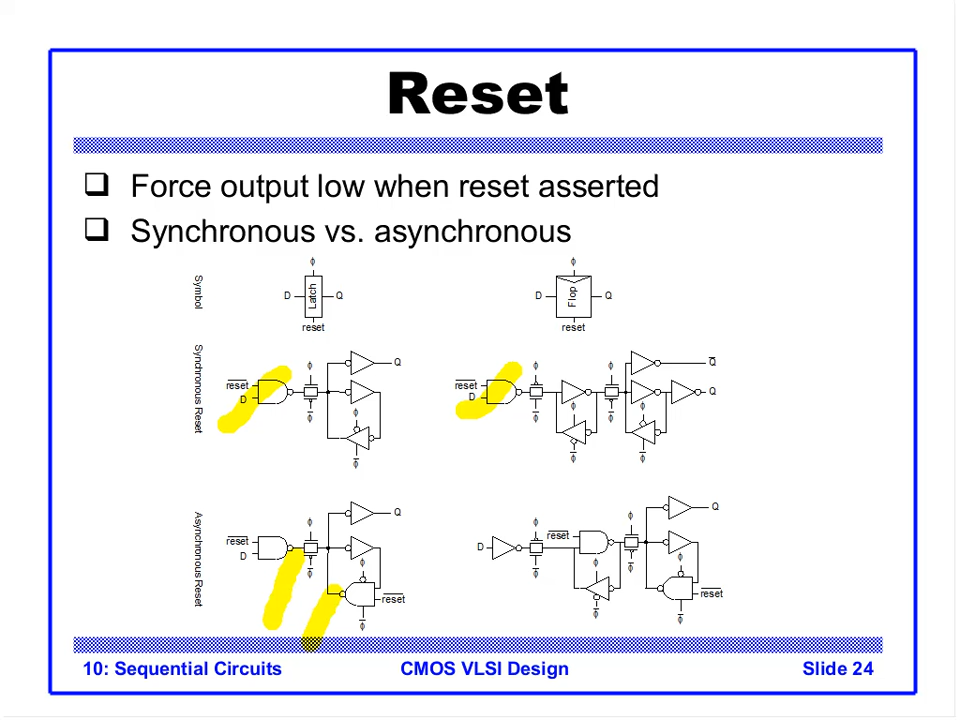 Reset
Force output low when reset asserted
Synchronous vs. asynchronous
Symbol
ϕ
D
Latch
Q
reset
ϕ
D
Flop
Q
reset
Synchronous Reset
reset
D
ϕ
ϕ
Q
ϕ
ϕ
reset
D
ϕ
ϕ
ϕ
ϕ
ϕ
ϕ
ϕ
ϕ
Q
Q
Asynchronous Reset
reset
D
ϕ
ϕ
Q
ϕ
reset
ϕ
D
ϕ
ϕ
reset
ϕ
ϕ
ϕ
ϕ
Q
ϕ
reset
ϕ
10: Sequential Circuits
CMOS VLSI Design
Slide 24